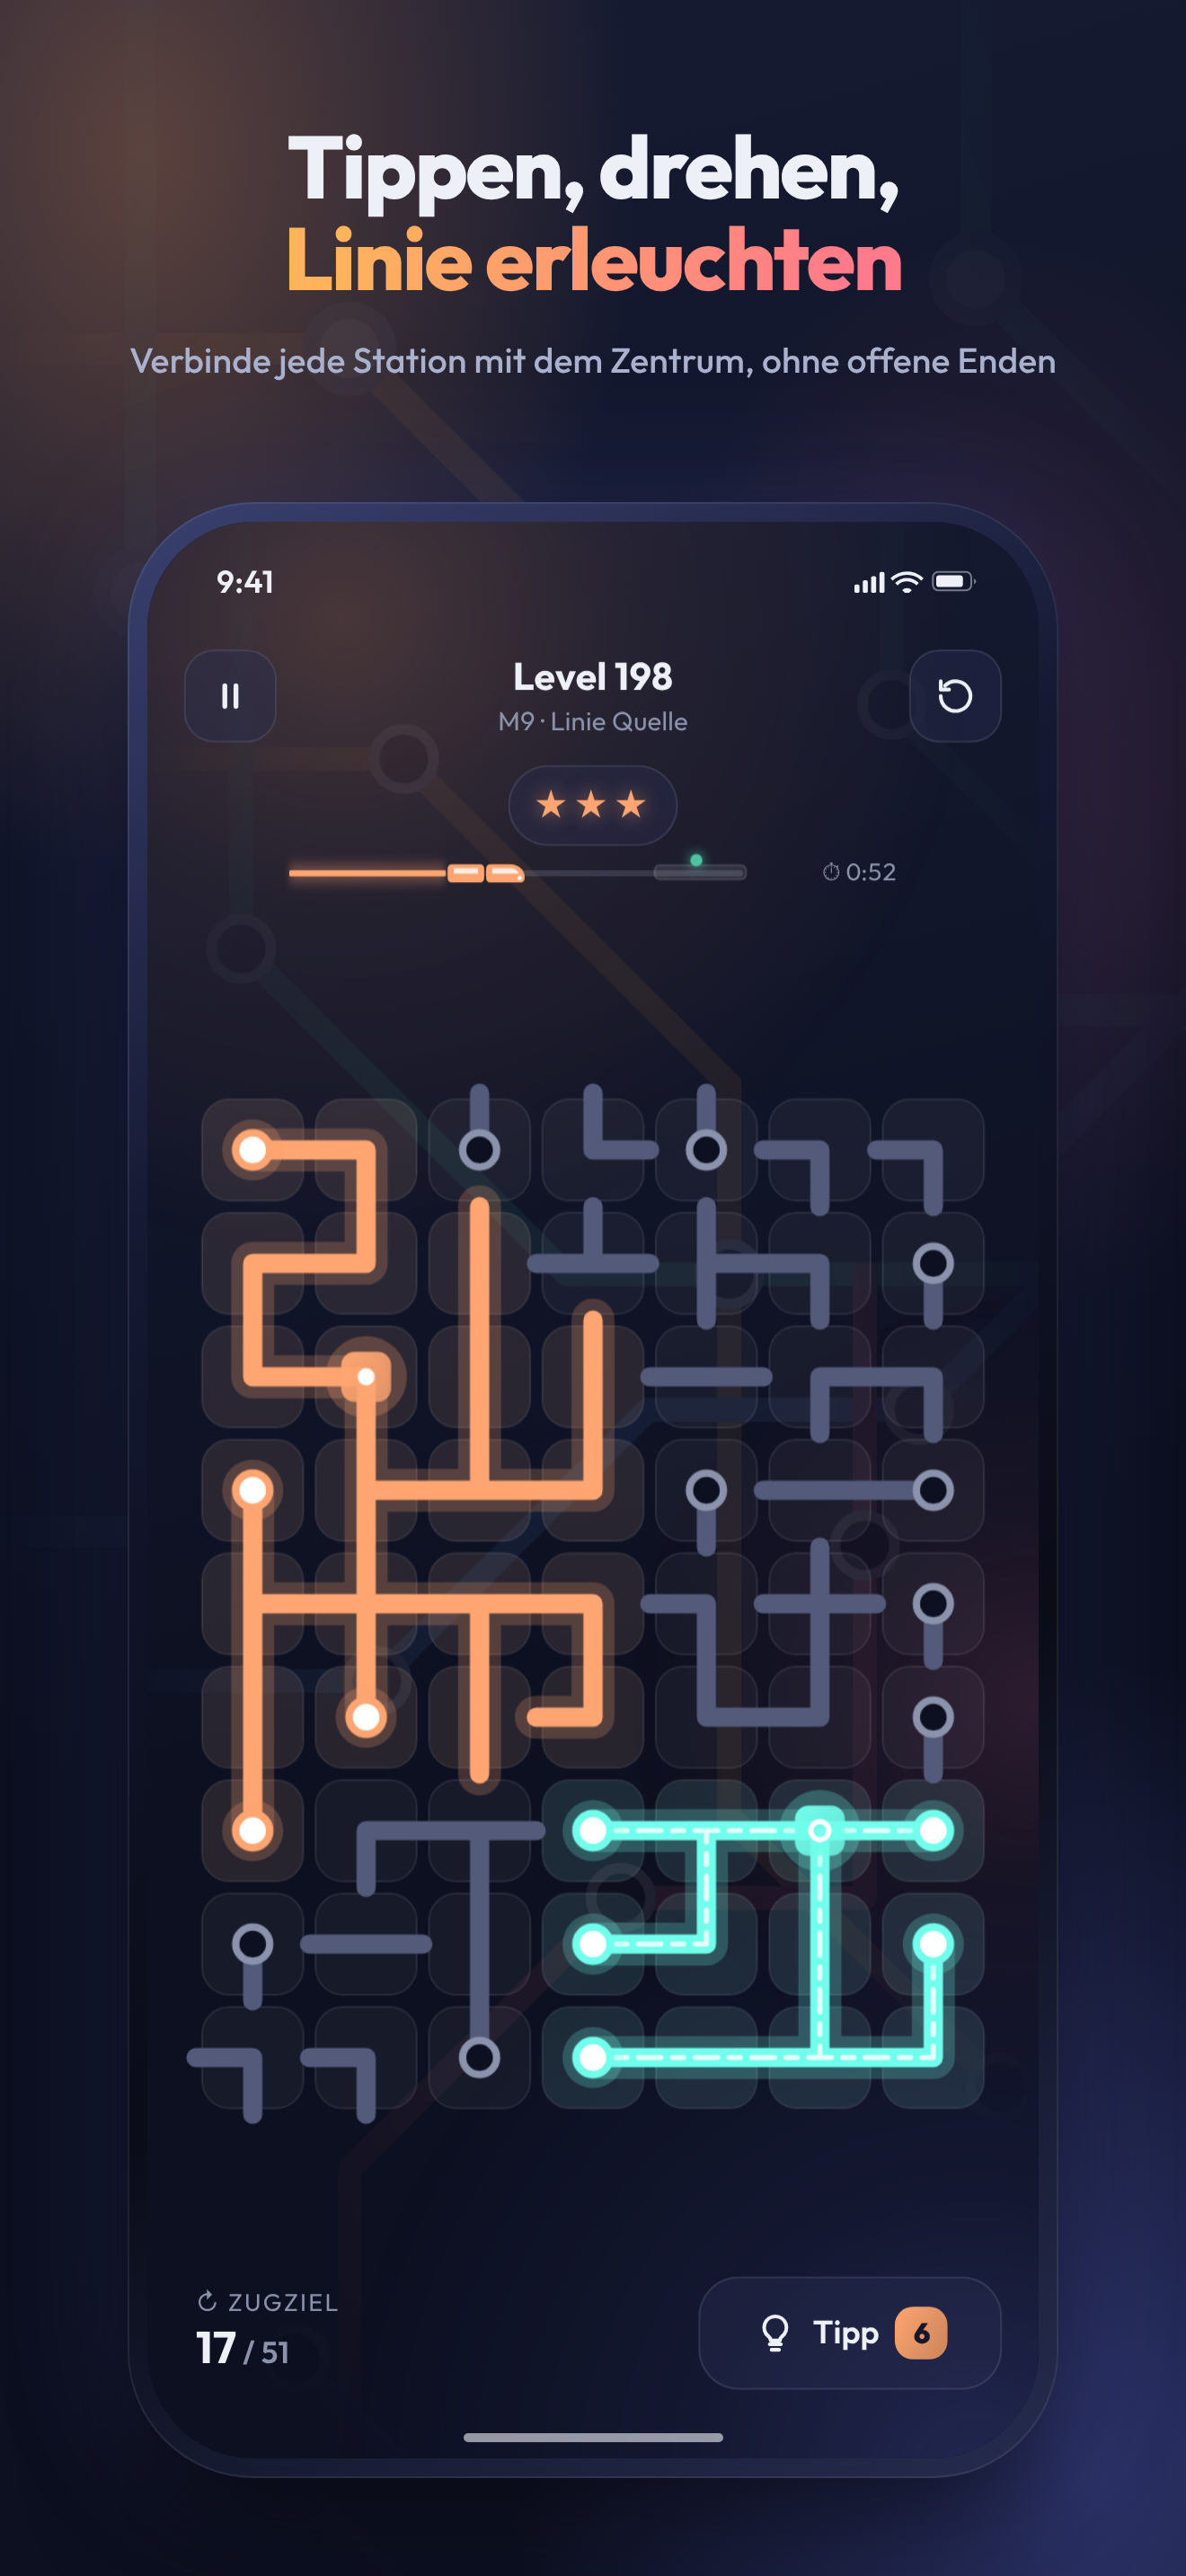 Tippen, drehen,
Linie erleuchten
Verbinde jede Station mit dem Zentrum, ohne offene Enden
9:41
Level 198
M9 · Linie Quelle
★ ★ ★
⏱ 0:52
↻ ZUGZIEL
17 / 51
Tipp 6